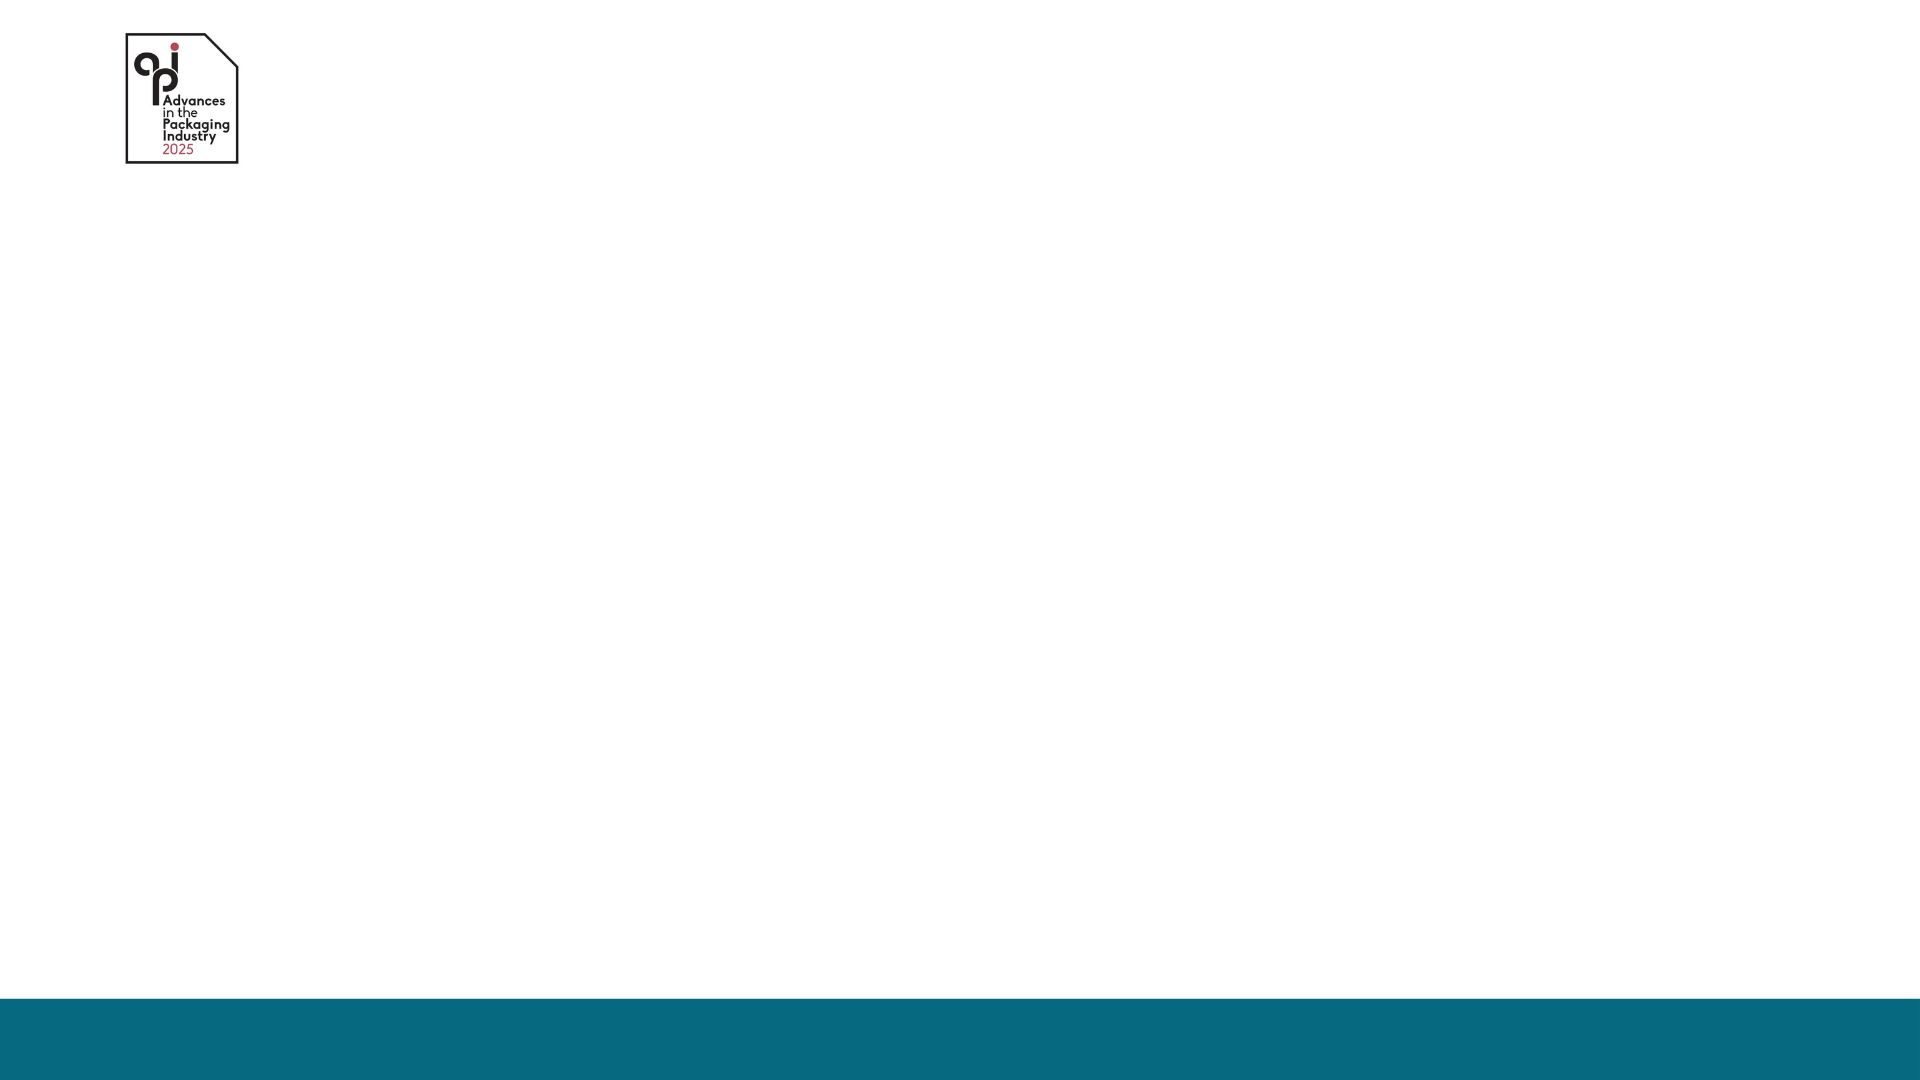 api
Advances
in the
Packaging
Industry
2025